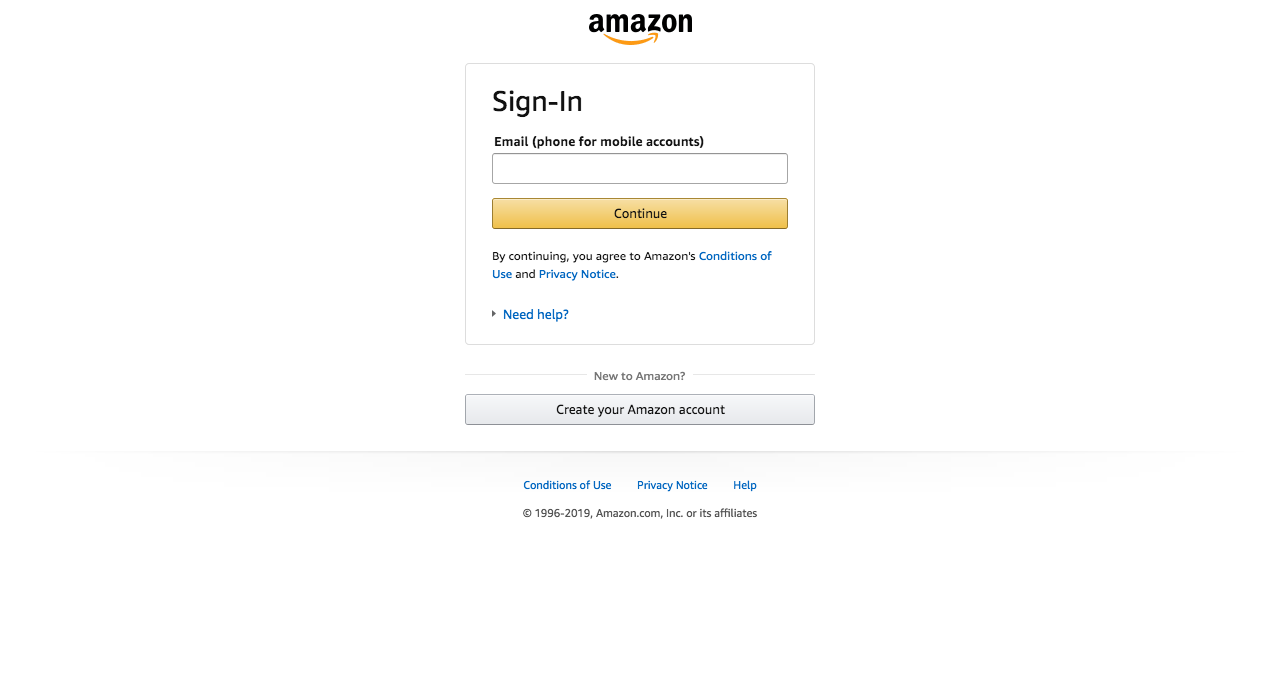 amazon
Sign-In
Email (phone for mobile accounts)
Continue
By continuing, you agree to Amazon's Conditions of
Use and Privacy Notice.
Need help?
New to Amazon?
Create your Amazon account
Conditions of Use Privacy Notice Help
© 1996-2019, Amazon.com, Inc. or its affiliates